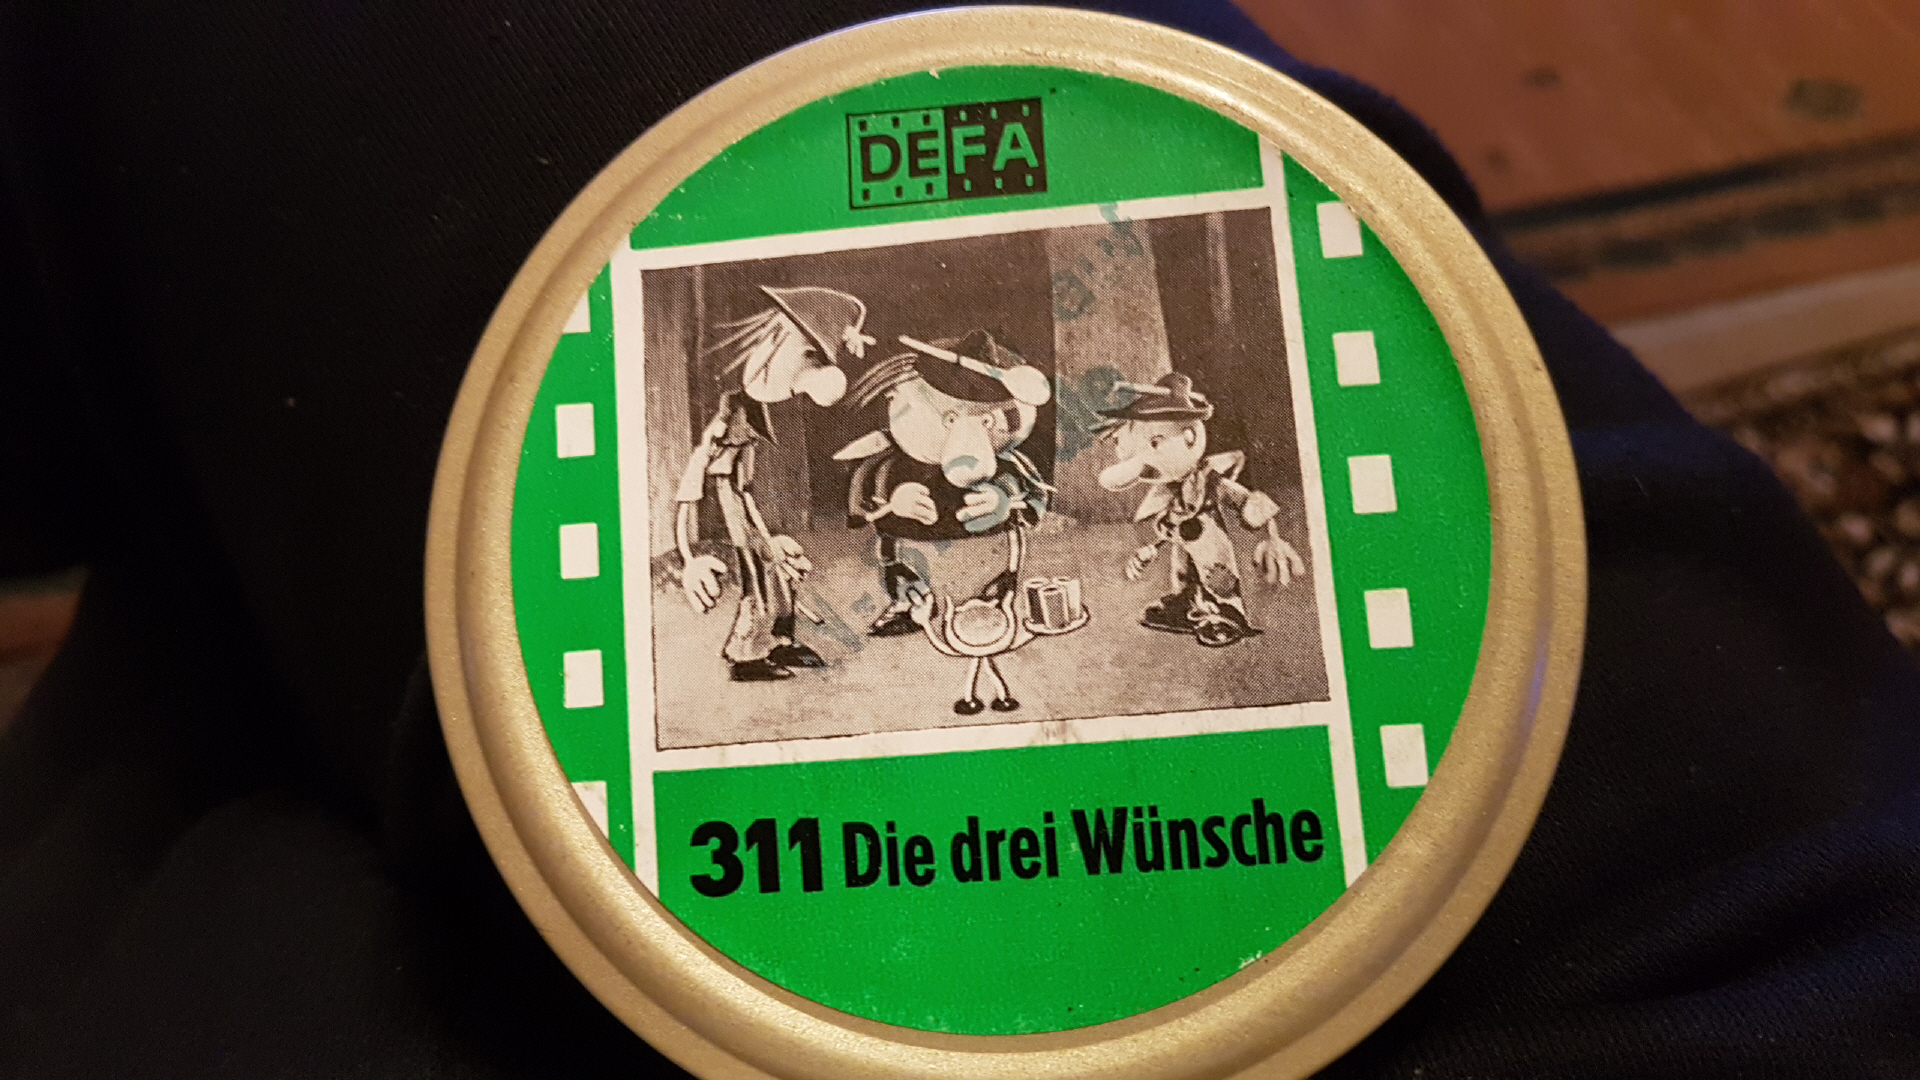 DEFA
311 Die drei Wünsche